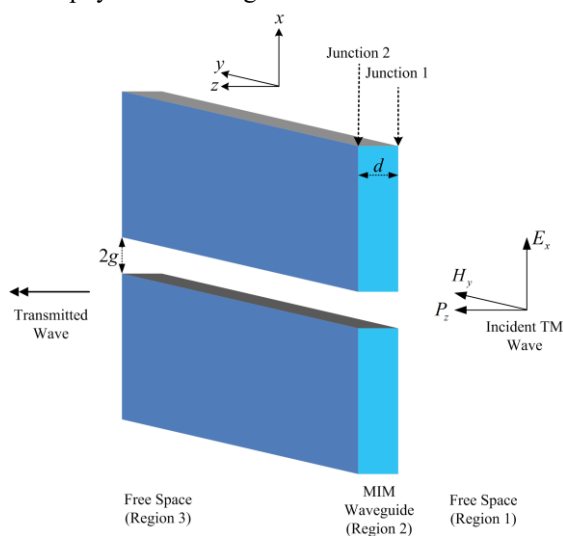 x
Junction 2
y
Junction 1
z
d
2g
E_x
H_y
P_z
Transmitted
Wave
Incident TM
Wave
Free Space
(Region 3)
MIM
Waveguide
(Region 2)
Free Space
(Region 1)